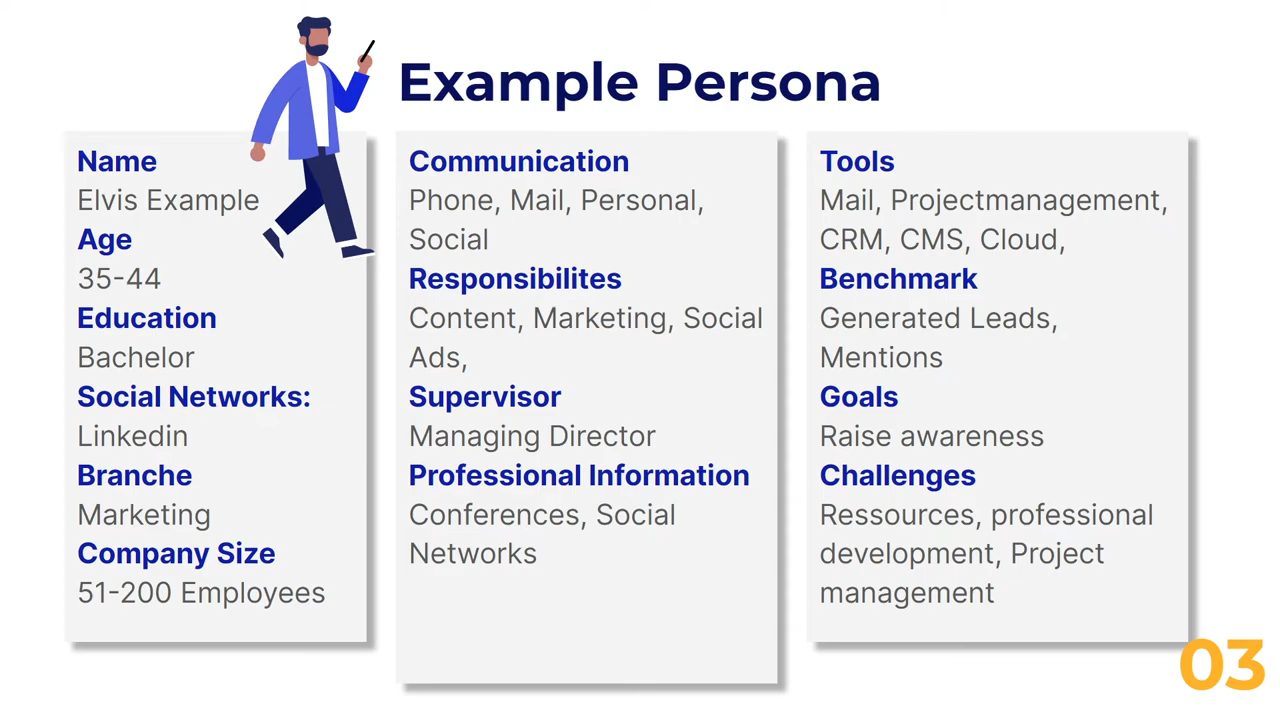 Example Persona
Name
Elvis Example
Age
35-44
Education
Bachelor
Social Networks:
Linkedin
Branche
Marketing
Company Size
51-200 Employees
Communication
Phone, Mail, Personal,
Social
Responsibilites
Content, Marketing, Social
Ads,
Supervisor
Managing Director
Professional Information
Conferences, Social
Networks
Tools
Mail, Projectmanagement,
CRM, CMS, Cloud,
Benchmark
Generated Leads,
Mentions
Goals
Raise awareness
Challenges
Ressources, professional
development, Project
management
03